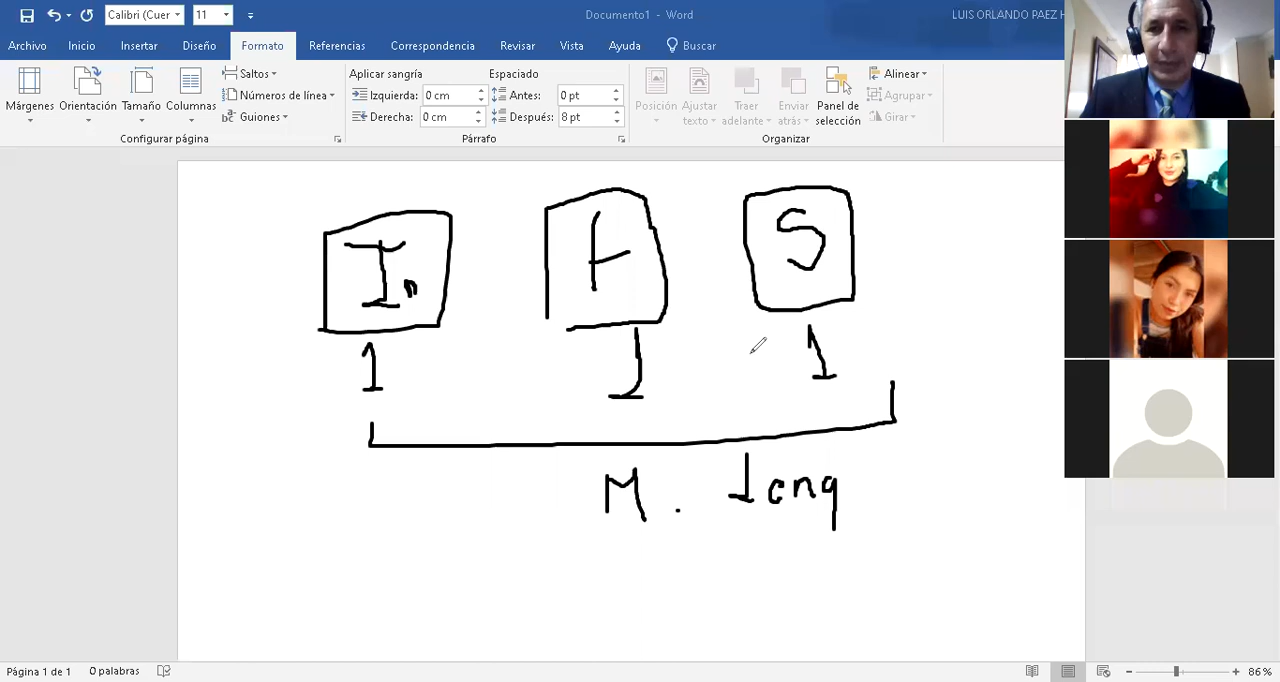 Calibri (Cuer 11
Documento1 - Word
LUIS ORLANDO PAEZ H
Archivo Inicio Insertar Diseño Formato Referencias Correspondencia Revisar Vista Ayuda Buscar
Márgenes
Orientación
Tamaño
Columnas
Saltos
Números de línea
Guiones
Configurar página
Aplicar sangría
Izquierda: 0 cm
Derecha: 0 cm
Espaciado
Antes: 0 pt
Después: 8 pt
Párrafo
Posición
Ajustar texto
Traer adelante
Enviar atrás
Panel de selección
Alinear
Agrupar
Girar
Organizar
In F S
1 1 1
M.
Página 1 de 1 0 palabras 86%